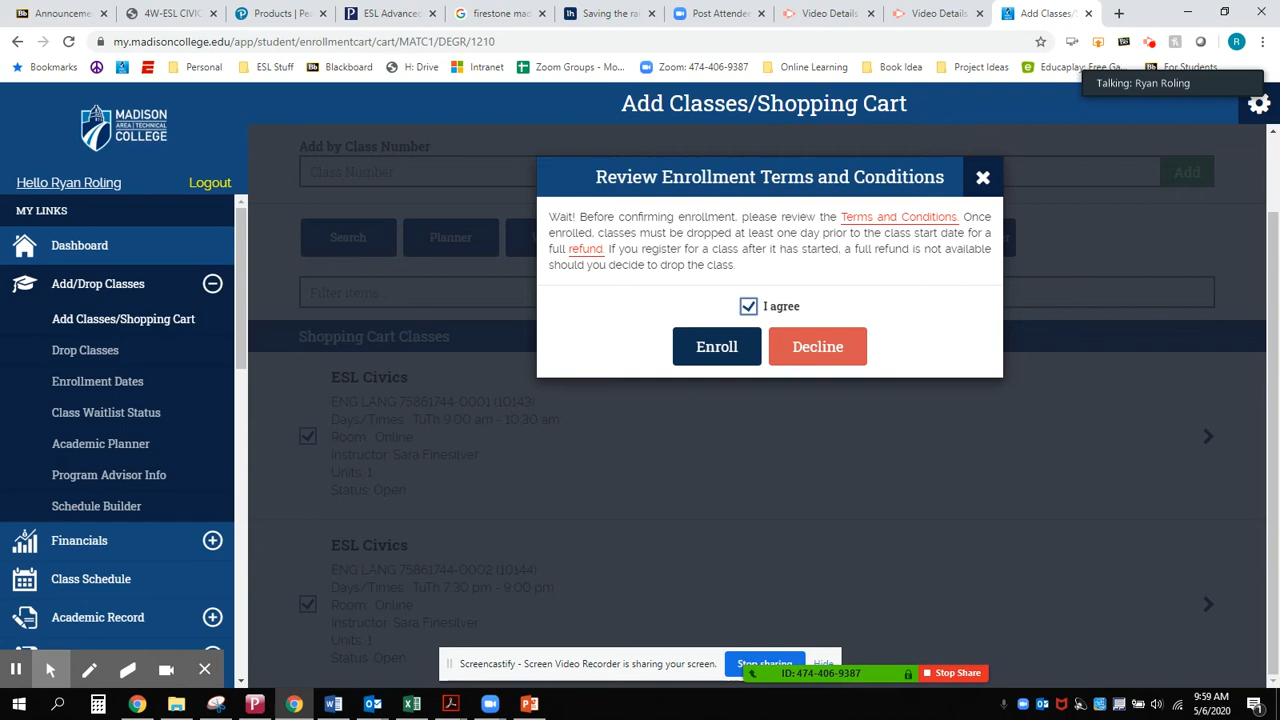 Announcements
4W-ESL CIVIC
Products | Pe
ESL Advanced
firestone mad
Saving the ra
Post Attender
Video Details
Video Details
Add Classes/S
my.madisoncollege.edu/app/student/enrollmentcart/cart/MATC1/DEGR/1210
Bookmarks
Personal
ESL Stuff
Blackboard
H: Drive
Zoom Groups - Mo...
Zoom: 474-406-9387
Online Learning
Book Idea
Project Ideas
Educaplay: Free Ga...
For Students
Talking: Ryan Roling
MADISON
AREA | TECHNICAL
COLLEGE
Add Classes/Shopping Cart
Hello Ryan Roling
Logout
MY LINKS
Dashboard
Add/Drop Classes
Add Classes/Shopping Cart
Drop Classes
Enrollment Dates
Class Waitlist Status
Academic Planner
Program Advisor Info
Schedule Builder
Financials
Class Schedule
Academic Record
Add by Class Number
Class Number
Add
Search
Planner
Filter items...
Shopping Cart Classes
Review Enrollment Terms and Conditions
Wait! Before confirming enrollment, please review the Terms and Conditions. Once
enrolled, classes must be dropped at least one day prior to the class start date for a
full refund. If you register for a class after it has started, a full refund is not available
should you decide to drop the class.
I agree
Enroll
Decline
ESL Civics
ENG LANG 75861744-0001 (10143)
Days/Times: TuTh 9:00 am - 10:30 am
Room: Online
Instructor: Sara Finesilver
Units: 1
Status: Open
ESL Civics
ENG LANG 75861744-0002 (10144)
Days/Times: TuTh 7:30 pm - 9:00 pm
Room: Online
Instructor: Sara Finesilver
Units: 1
Status: Open
Screencastify - Screen Video Recorder is sharing your screen.
Stop sharing
Hide
ID: 474-406-9387
Stop Share
9:59 AM
5/6/2020